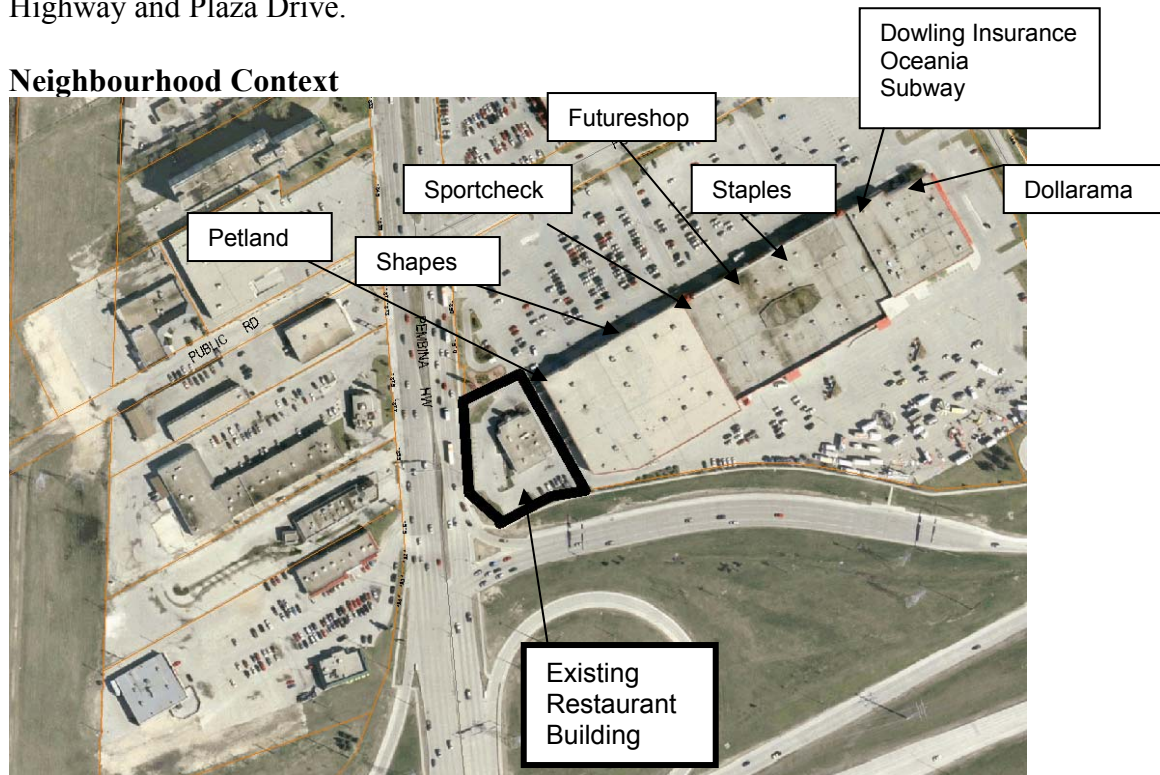 Highway and Plaza Drive.
Neighbourhood Context
Dowling Insurance
Oceania
Subway
Futureshop
Sportcheck
Staples
Dollarama
Petland
Shapes
PUBLIC RD
PEMBINA HW
Existing
Restaurant
Building